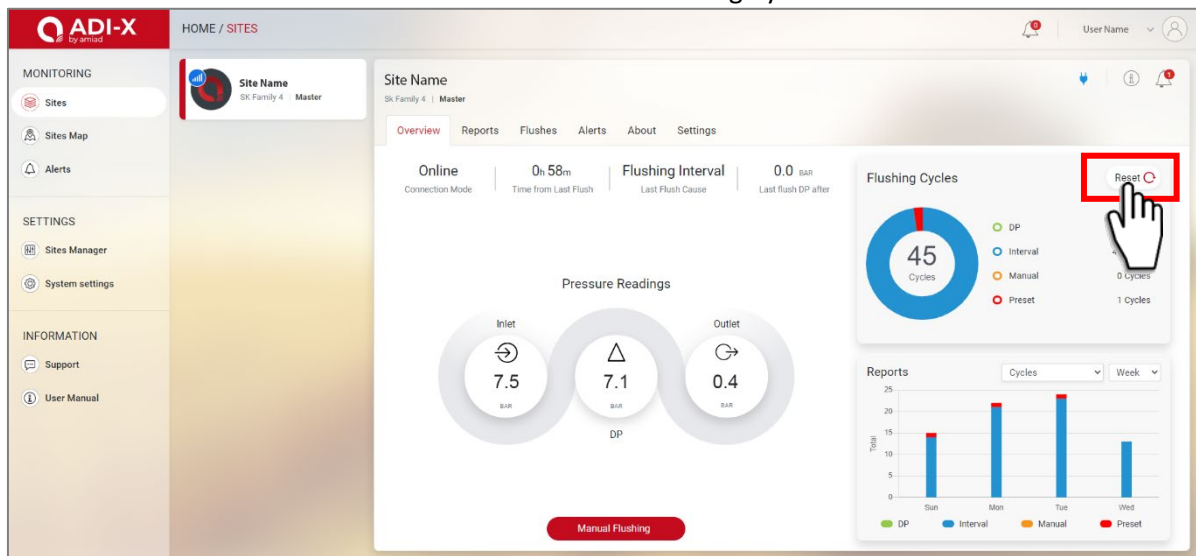 ADI-X
by amiad
HOME / SITES
0
User Name
MONITORING
Sites
Sites Map
Alerts
SETTINGS
Sites Manager
System settings
INFORMATION
Support
User Manual
Site Name
SK Family 4 | Master
Site Name
Sk Family 4 | Master
0
Overview Reports Flushes Alerts About Settings
Online
Connection Mode
0h 58m
Time from Last Flush
Flushing Interval
Last Flush Cause
0.0 BAR
Last flush DP after
Pressure Readings
Inlet
7.5
BAR
7.1
BAR
DP
Outlet
0.4
BAR
Manual Flushing
Flushing Cycles
Reset
45
Cycles
DP
Interval
Manual 0 Cycles
Preset 1 Cycles
Reports
Cycles
Week
25
20
15
10
5
0
Total
Sun Mon Tue Wed
DP Interval Manual Preset